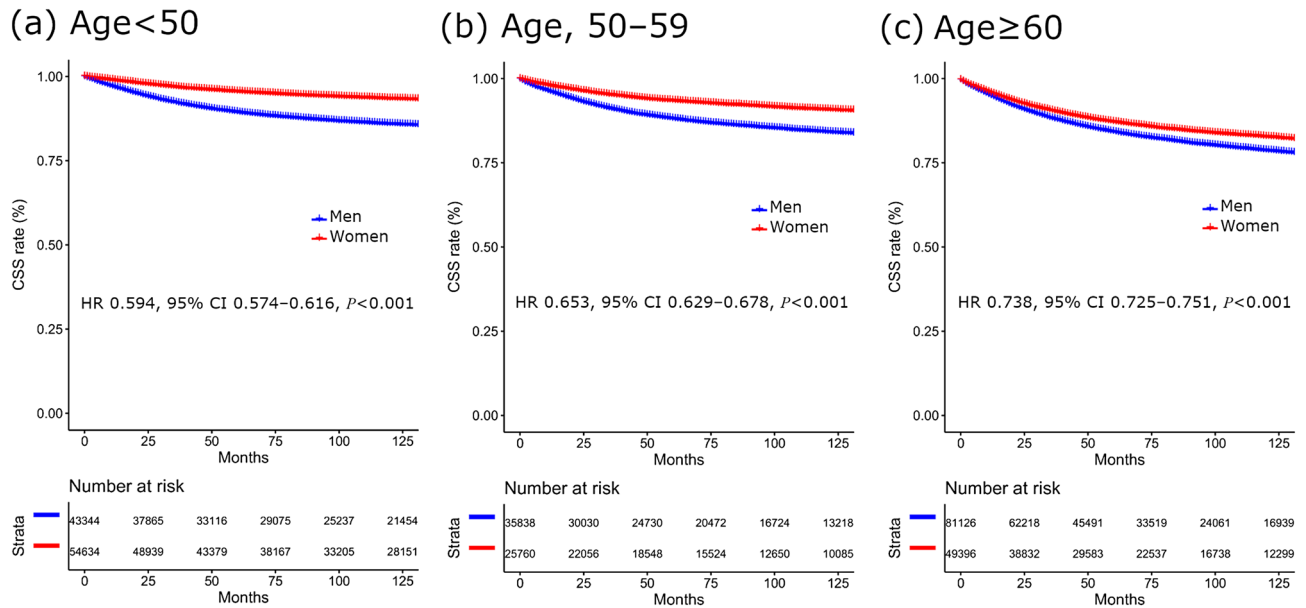 (a) Age<50
1.00
0.75
0.50
0.25
0.00
CSS rate (%)
Men
Women
HR 0.594, 95% CI 0.574–0.616, P<0.001
0 25 50 75 100 125
Months
Number at risk
Strata
43344 37865 33116 29075 25237 21454
54634 48939 43379 38167 33205 28151
0 25 50 75 100 125
Months
(b) Age, 50–59
1.00
0.75
0.50
0.25
0.00
CSS rate (%)
Men
Women
HR 0.653, 95% CI 0.629–0.678, P<0.001
0 25 50 75 100 125
Months
Number at risk
Strata
35838 30030 24730 20472 16724 13218
25760 22056 18548 15524 12650 10085
0 25 50 75 100 125
Months
(c) Age≥60
1.00
0.75
0.50
0.25
0.00
CSS rate (%)
Men
Women
HR 0.738, 95% CI 0.725–0.751, P<0.001
0 25 50 75 100 125
Months
Number at risk
Strata
81126 62218 45491 33519 24061 16939
49396 38832 29583 22537 16738 12299
0 25 50 75 100 125
Months